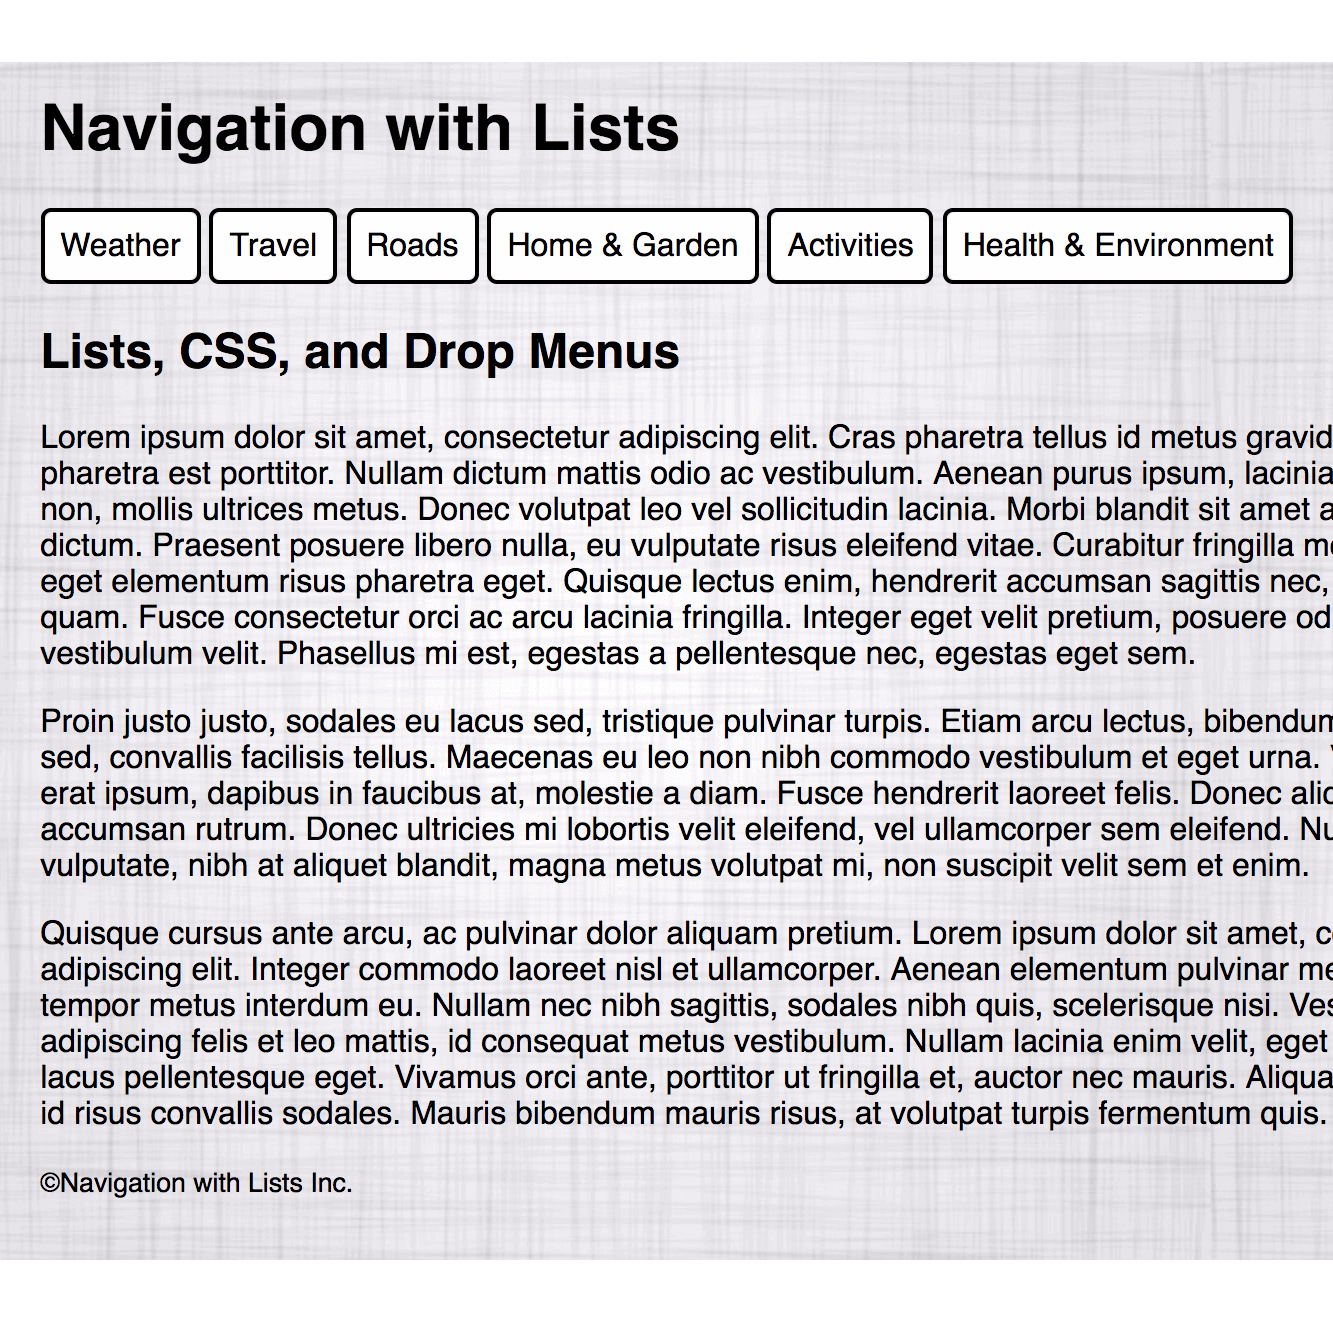 Navigation with Lists
Weather Travel Roads Home & Garden Activities Health & Environment
Lists, CSS, and Drop Menus
Lorem ipsum dolor sit amet, consectetur adipiscing elit. Cras pharetra tellus id metus
pharetra est porttitor. Nullam dictum mattis odio ac vestibulum. Aenean purus ipsum, lacinia
non, mollis ultrices metus. Donec volutpat leo vel sollicitudin lacinia. Morbi blandit sit amet
dictum. Praesent posuere libero nulla, eu vulputate risus eleifend vitae. Curabitur fringilla
eget elementum risus pharetra eget. Quisque lectus enim, hendrerit accumsan sagittis nec,
quam. Fusce consectetur orci ac arcu lacinia fringilla. Integer eget velit pretium, posuere
vestibulum velit. Phasellus mi est, egestas a pellentesque nec, egestas eget sem.
Proin justo justo, sodales eu lacus sed, tristique pulvinar turpis. Etiam arcu lectus, bibendum
sed, convallis facilisis tellus. Maecenas eu leo non nibh commodo vestibulum et eget urna.
erat ipsum, dapibus in faucibus at, molestie a diam. Fusce hendrerit laoreet felis. Donec
accumsan rutrum. Donec ultricies mi lobortis velit eleifend, vel ullamcorper sem eleifend.
vulputate, nibh at aliquet blandit, magna metus volutpat mi, non suscipit velit sem et enim.
Quisque cursus ante arcu, ac pulvinar dolor aliquam pretium. Lorem ipsum dolor sit amet,
adipiscing elit. Integer commodo laoreet nisl et ullamcorper. Aenean elementum pulvinar
tempor metus interdum eu. Nullam nec nibh sagittis, sodales nibh quis, scelerisque nisi.
adipiscing felis et leo mattis, id consequat metus vestibulum. Nullam lacinia enim velit, eget
lacus pellentesque eget. Vivamus orci ante, porttitor ut fringilla et, auctor nec mauris.
id risus convallis sodales. Mauris bibendum mauris risus, at volutpat turpis fermentum quis.
©Navigation with Lists Inc.